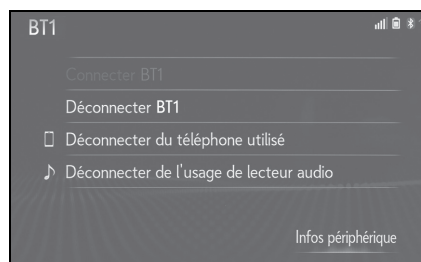 BT1
Connecter BT1
Déconnecter BT1
Déconnecter du téléphone utilisé
Déconnecter de l'usage de lecteur audio
Infos périphérique